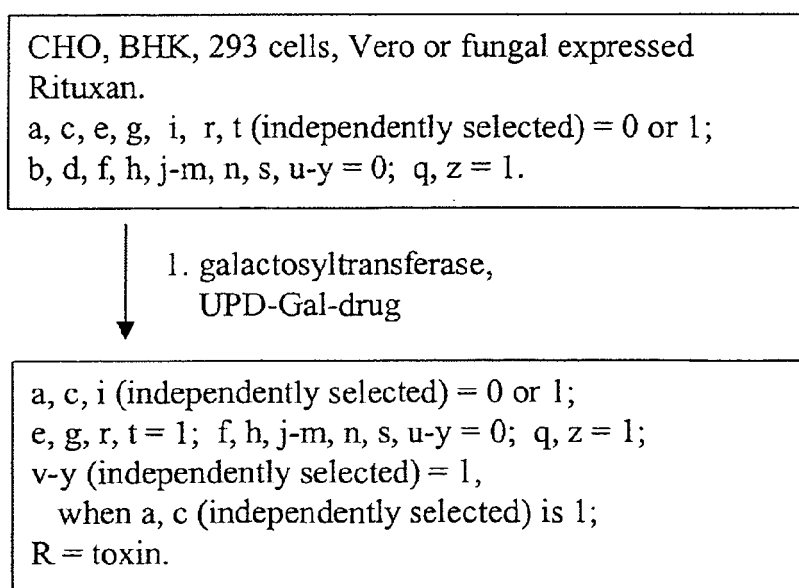 CHO, BHK, 293 cells, Vero or fungal expressed
Rituxan.
a, c, e, g, i, r, t (independently selected) = 0 or 1;
b, d, f, h, j-m, n, s, u-y = 0; q, z = 1.
1. galactosyltransferase,
UPD-Gal-drug
a, c, i (independently selected) = 0 or 1;
e, g, r, t = 1; f, h, j-m, n, s, u-y = 0; q, z = 1;
v-y (independently selected) = 1,
when a, c (independently selected) is 1;
R = toxin.